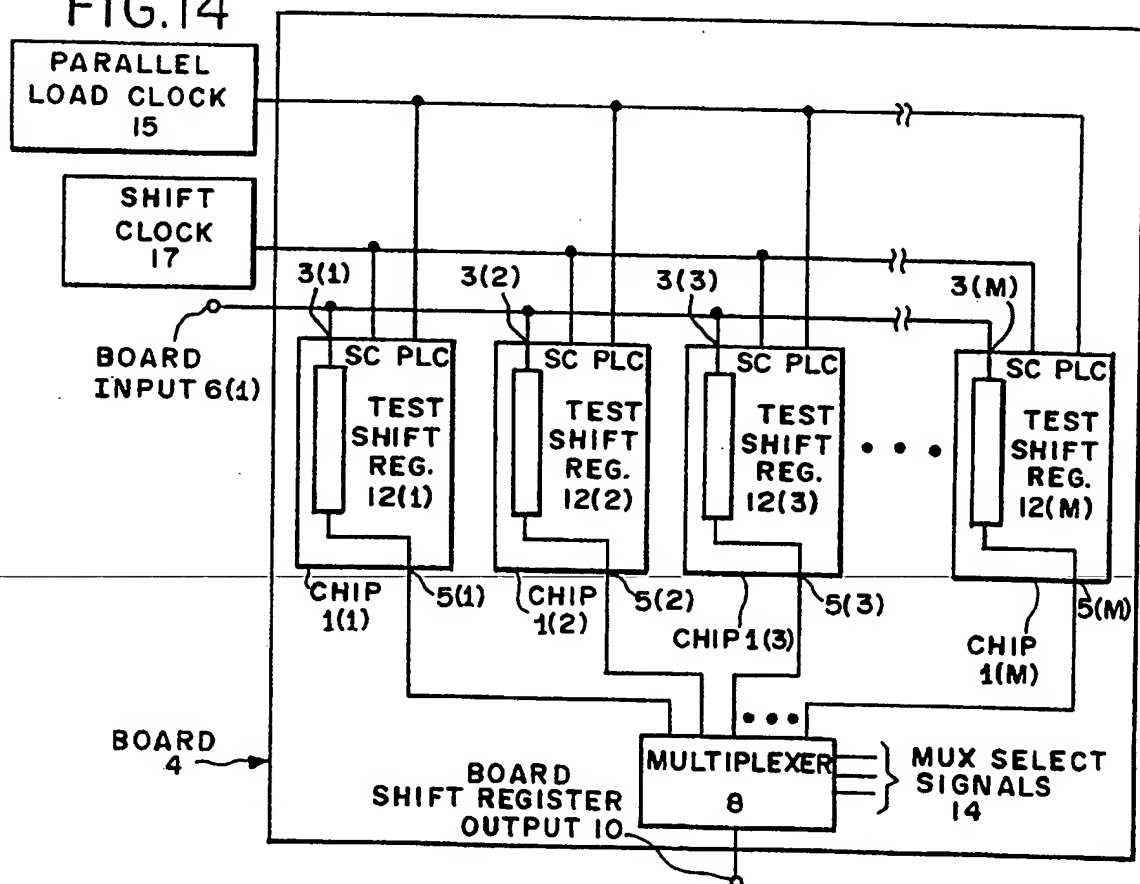 FIG.14
PARALLEL
LOAD CLOCK
15
SHIFT
CLOCK
17
3(1)
3(2)
3(3)
3(M)
BOARD
INPUT 6(1)
SC PLC
TEST
SHIFT
REG.
12(1)
SC PLC
TEST
SHIFT
REG.
12(2)
SC PLC
TEST
SHIFT
REG.
12(3)
SC PLC
TEST
SHIFT
REG.
12(M)
CHIP
1(1)
5(1)
CHIP
1(2)
5(2)
CHIP 1(3)
5(3)
CHIP
1(M)
5(M)
BOARD
4
MULTIPLEXER
8
MUX SELECT
SIGNALS
14
BOARD
SHIFT REGISTER
OUTPUT 10